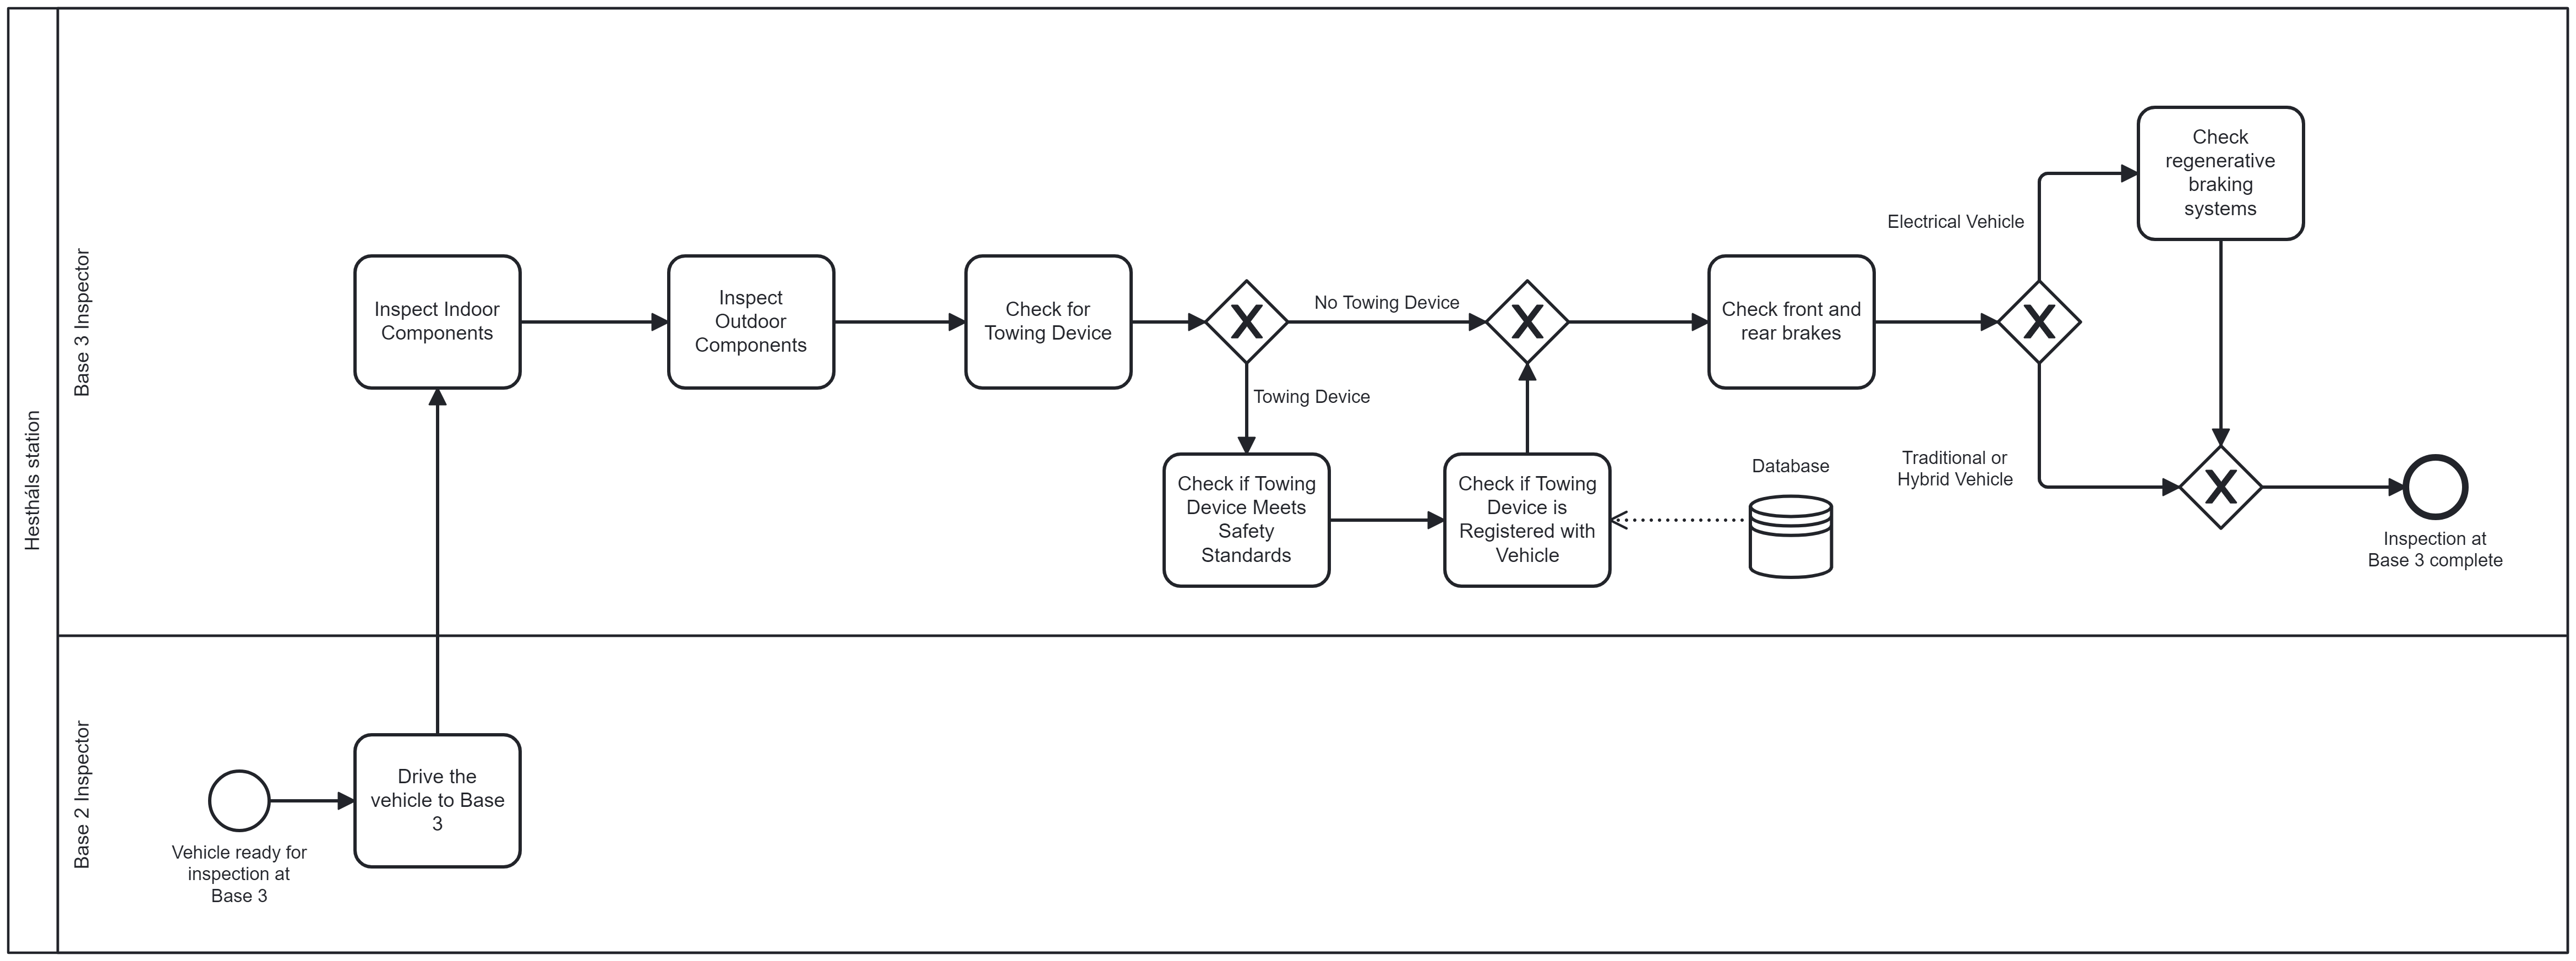 Hestháls station
Base 3 Inspector
Inspect Indoor
Components
Inspect
Outdoor
Components
Check for
Towing Device
X
No Towing Device
Towing Device
Check if Towing
Device Meets
Safety
Standards
Check if Towing
Device is
Registered with
Vehicle
X
Database
Check front and
rear brakes
X
Electrical Vehicle
Traditional or
Hybrid Vehicle
Check
regenerative
braking
systems
X
Inspection at
Base 3 complete
Base 2 Inspector
Vehicle ready for
inspection at
Base 3
Drive the
vehicle to Base
3